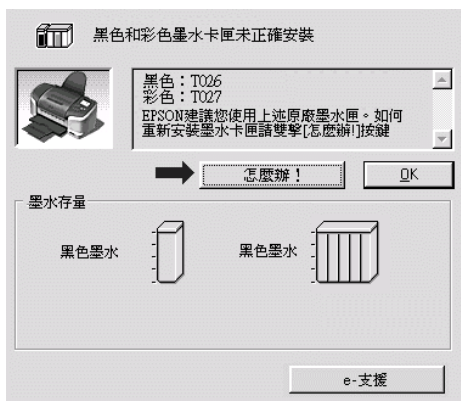 黑色和彩色墨水卡匣未正確安裝
黑色：T026
彩色：T027
EPSON建議您使用上述原廠墨水匣。如何
重新安裝墨水卡匣請雙擊[怎麼辦!]按鍵
怎麼辦！
OK
墨水存量
黑色墨水
黑色墨水
e-支援